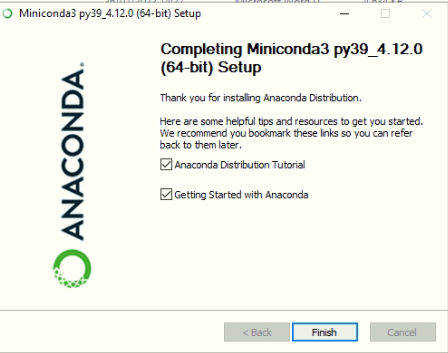 Miniconda3 py39_4.12.0 (64-bit) Setup
Completing Miniconda3 py39_4.12.0
(64-bit) Setup
Thank you for installing Anaconda Distribution.
Here are some helpful tips and resources to get you started.
We recommend you bookmark these links so you can refer
back to them later.
Anaconda Distribution Tutorial
Getting Started with Anaconda
ANACONDA.
< Back
Finish
Cancel